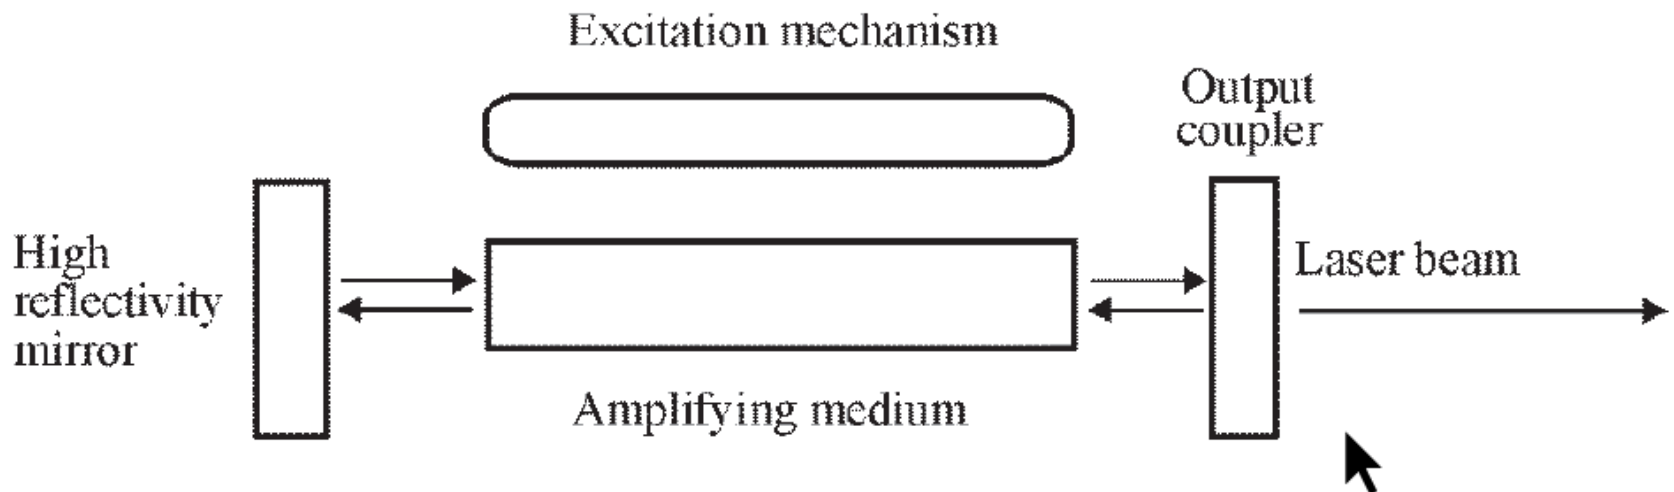 Excitation mechanism
Output
coupler
High
reflectivity
mirror
Laser beam
Amplifying medium